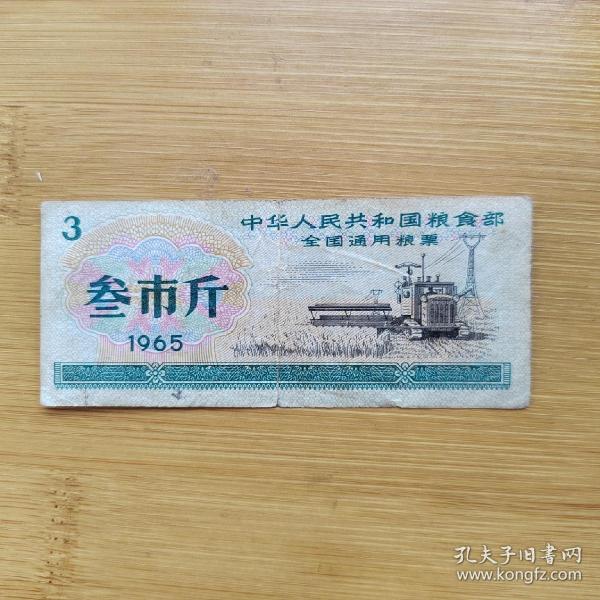 3
中华人民共和国粮食部
全国通用粮票
叁市斤
1965
孔夫子旧書网
www.kongfz.com